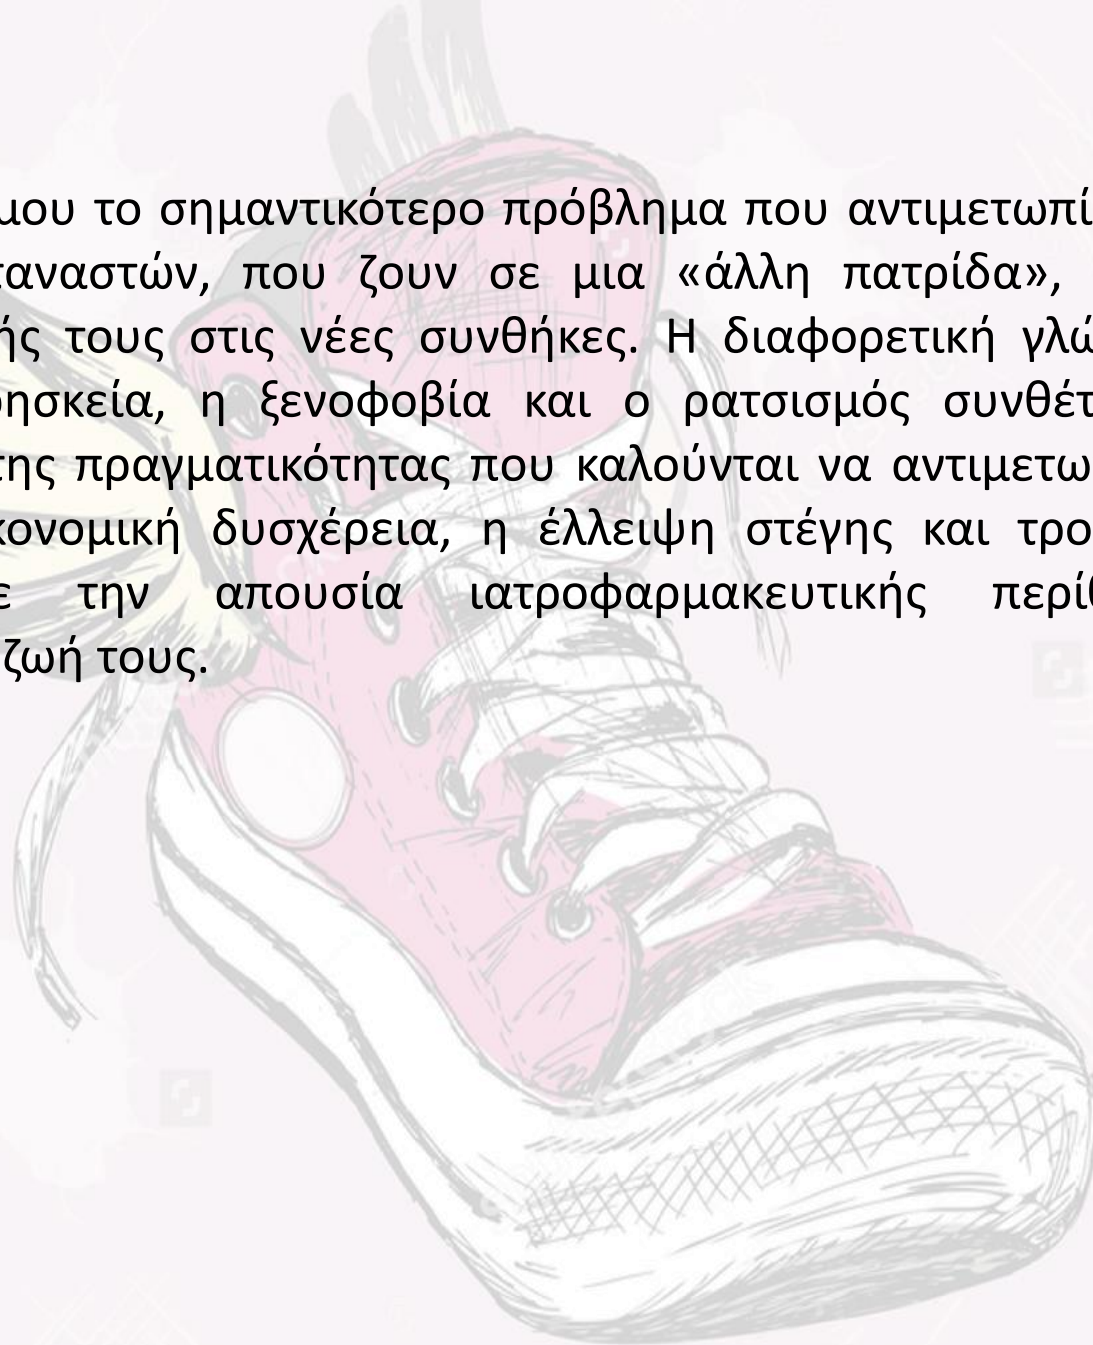 μου το σημαντικότερο πρόβλημα που αντιμετωπί
ταναστών, που ζουν σε μια «άλλη πατρίδα»,
ής τους στις νέες συνθήκες. Η διαφορετική γλώ
ρησκεία, η ξενοφοβία και ο ρατσισμός συνθέτ
της πραγματικότητας που καλούνται να αντιμετω
κονομική δυσχέρεια, η έλλειψη στέγης και τρο
ε την απουσία ιατροφαρμακευτικής περίθ
ζωή τους.